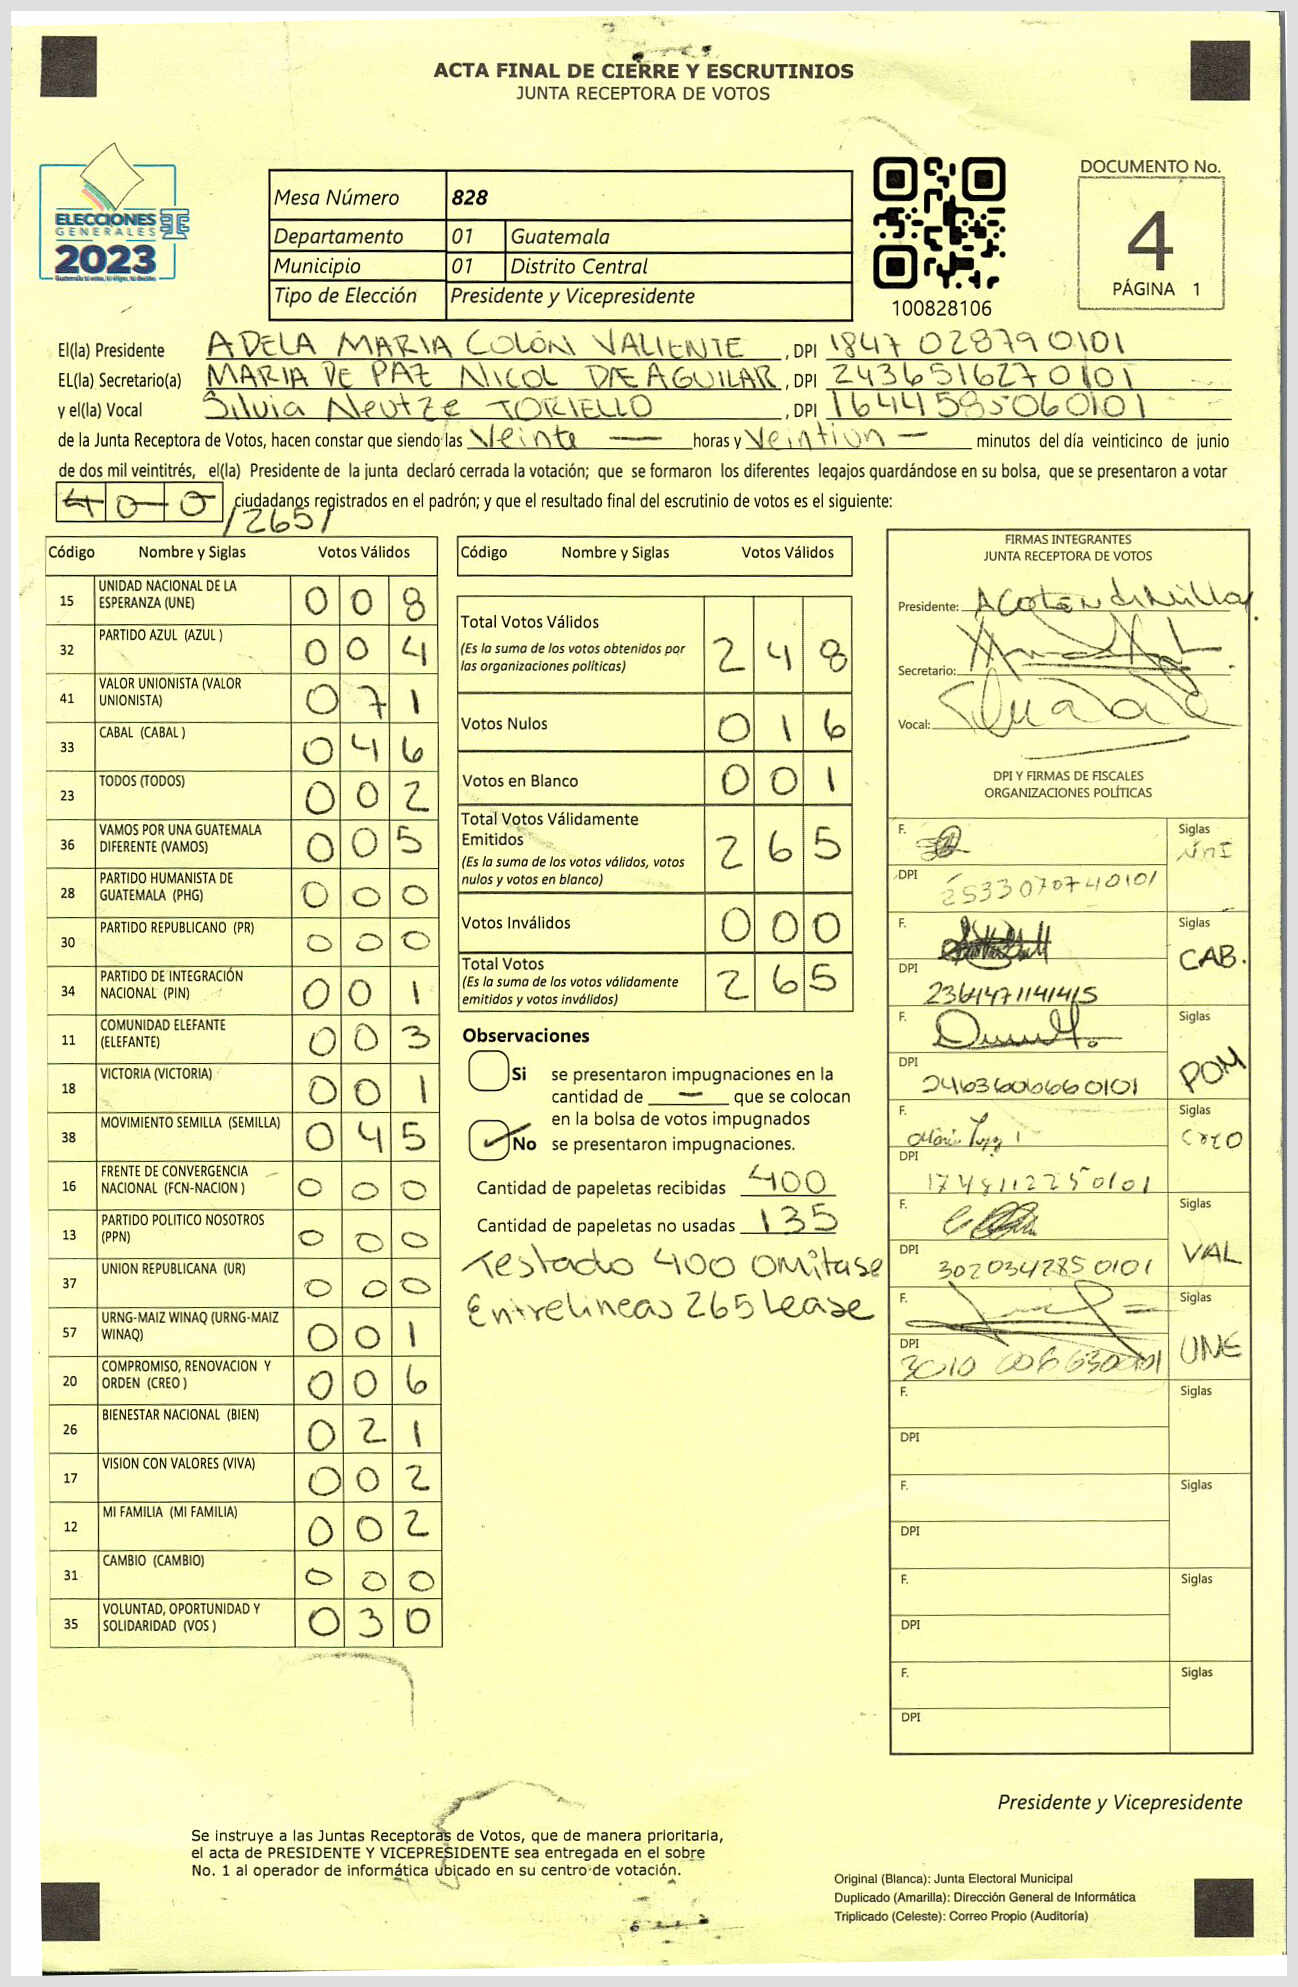 ACTA FINAL DE CIERRE Y ESCRUTINIOS
JUNTA RECEPTORA DE VOTOS
ELECCIONES
GENERALES
2023
Mesa Número 828
Departamento 01 Guatemala
Municipio 01 Distrito Central
Tipo de Elección Presidente y Vicepresidente
100828106
DOCUMENTO No.
4
PÁGINA 1
El(la) Presidente ADELA MARIA COLÓN VALIENTE, DPI 1847 028790101
EL(la) Secretario(a) MARIA DE PAZ NICOL DE AGUILAR, DPI 2436516270101
y el(la) Vocal Silvia Neutze TORIELLO, DPI 1644585060101
de la Junta Receptora de Votos, hacen constar que siendo las Veinte — horas y Veintiun — minutos del día veinticinco de junio
de dos mil veintitrés, el(la) Presidente de la junta declaró cerrada la votación; que se formaron los diferentes legajos guardándose en su bolsa, que se presentaron a votar
400 ciudadanos registrados en el padrón; y que el resultado final del escrutinio de votos es el siguiente:
/265/
Código Nombre y Siglas Votos Válidos
15 UNIDAD NACIONAL DE LA ESPERANZA (UNE) 0 0 8
32 PARTIDO AZUL (AZUL ) 0 0 4
41 VALOR UNIONISTA (VALOR UNIONISTA) 0 7 1
33 CABAL (CABAL ) 0 4 6
23 TODOS (TODOS) 0 0 2
36 VAMOS POR UNA GUATEMALA DIFERENTE (VAMOS) 0 0 5
28 PARTIDO HUMANISTA DE GUATEMALA (PHG) 0 0 0
30 PARTIDO REPUBLICANO (PR) 0 0 0
34 PARTIDO DE INTEGRACIÓN NACIONAL (PIN) 0 0 1
11 COMUNIDAD ELEFANTE (ELEFANTE) 0 0 3
18 VICTORIA (VICTORIA) 0 0 1
38 MOVIMIENTO SEMILLA (SEMILLA) 0 4 5
16 FRENTE DE CONVERGENCIA NACIONAL (FCN-NACION ) 0 0 0
13 PARTIDO POLITICO NOSOTROS (PPN) 0 0 0
37 UNION REPUBLICANA (UR) 0 0 0
57 URNG-MAIZ WINAQ (URNG-MAIZ WINAQ) 0 0 1
20 COMPROMISO, RENOVACION Y ORDEN (CREO ) 0 0 6
26 BIENESTAR NACIONAL (BIEN) 0 2 1
17 VISION CON VALORES (VIVA) 0 0 2
12 MI FAMILIA (MI FAMILIA) 0 0 2
31 CAMBIO (CAMBIO) 0 0 0
35 VOLUNTAD, OPORTUNIDAD Y SOLIDARIDAD (VOS ) 0 3 0
Código Nombre y Siglas Votos Válidos
Total Votos Válidos 2 4 8
(Es la suma de los votos obtenidos por
las organizaciones políticas)
Votos Nulos 0 1 6
Votos en Blanco 0 0 1
Total Votos Válidamente
Emitidos 2 6 5
(Es la suma de los votos válidos, votos
nulos y votos en blanco)
Votos Inválidos 0 0 0
Total Votos 2 6 5
(Es la suma de los votos válidamente
emitidos y votos inválidos)
Observaciones
Si se presentaron impugnaciones en la
cantidad de — que se colocan
en la bolsa de votos impugnados
No se presentaron impugnaciones.
Cantidad de papeletas recibidas 400
Cantidad de papeletas no usadas 135
Testado 400 Omitase
Entrelineas 265 Lease
FIRMAS INTEGRANTES
JUNTA RECEPTORA DE VOTOS
Presidente:
Secretario:
Vocal:
DPI Y FIRMAS DE FISCALES
ORGANIZACIONES POLÍTICAS
F. Siglas
DPI 2533070740101
F. Siglas CAB.
DPI 2364471141415
F. Siglas POM
DPI
F. Siglas Creo
DPI 1748112250101
F. Siglas VAL
DPI 3020342850101
F. Siglas UNE
DPI
F. Siglas
DPI
F. Siglas
DPI
F. Siglas
DPI
F. Siglas
DPI
Presidente y Vicepresidente
Se instruye a las Juntas Receptoras de Votos, que de manera prioritaria,
el acta de PRESIDENTE Y VICEPRESIDENTE sea entregada en el sobre
No. 1 al operador de informática ubicado en su centro de votación.
Original (Blanca): Junta Electoral Municipal
Duplicado (Amarilla): Dirección General de Informática
Triplicado (Celeste): Correo Propio (Auditoría)